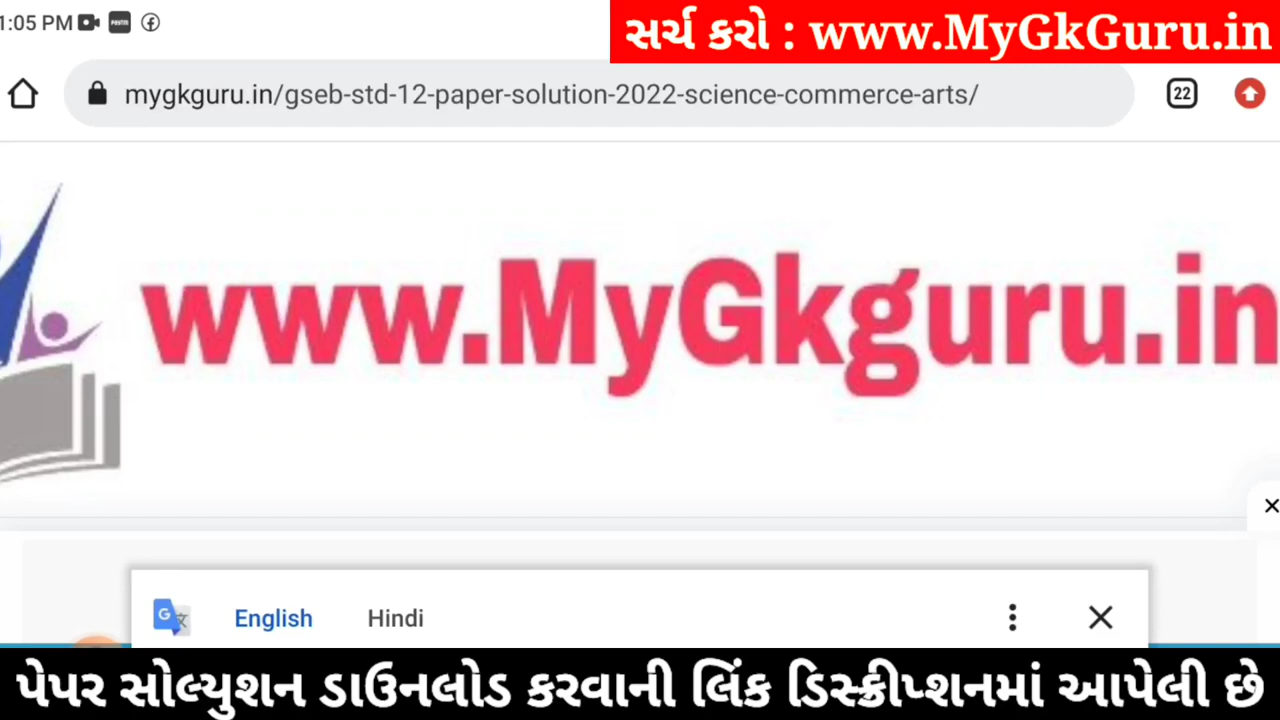 1:05 PM
સર્ચ કરો : www.MyGkGuru.in
mygkguru.in/gseb-std-12-paper-solution-2022-science-commerce-arts/
22
www.MyGkguru.in
English Hindi
પેપર સોલ્યુશન ડાઉનલોડ કરવાની લિંક ડિસ્ક્રીપ્શનમાં આપેલી છે